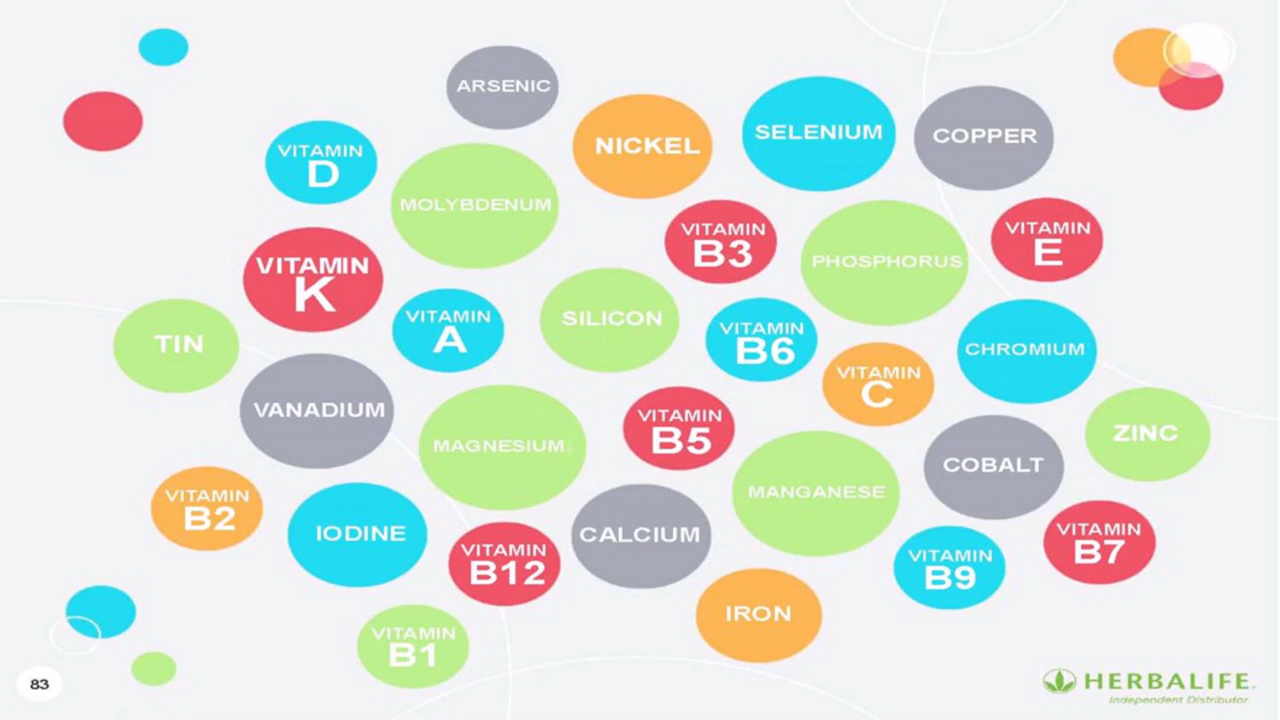 ARSENIC
NICKEL
SELENIUM
COPPER
VITAMIN
D
MOLYBDENUM
VITAMIN
B3
PHOSPHORUS
VITAMIN
E
VITAMIN
K
VITAMIN
A
SILICON
VITAMIN
B6
CHROMIUM
TIN
VITAMIN
C
VANADIUM
MAGNESIUM
VITAMIN
B5
COBALT
ZINC
MANGANESE
VITAMIN
B2
IODINE
VITAMIN
B12
CALCIUM
VITAMIN
B9
VITAMIN
B7
IRON
VITAMIN
B1
83
HERBALIFE
Independent Distributor